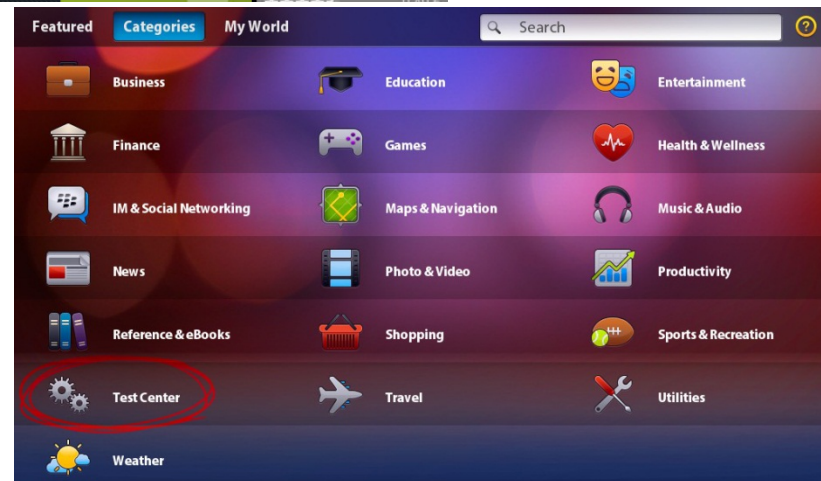 Featured Categories My World Search ?
Business Education Entertainment
Finance Games Health & Wellness
IM & Social Networking Maps & Navigation Music & Audio
News Photo & Video Productivity
Reference & eBooks Shopping Sports & Recreation
Test Center Travel Utilities
Weather